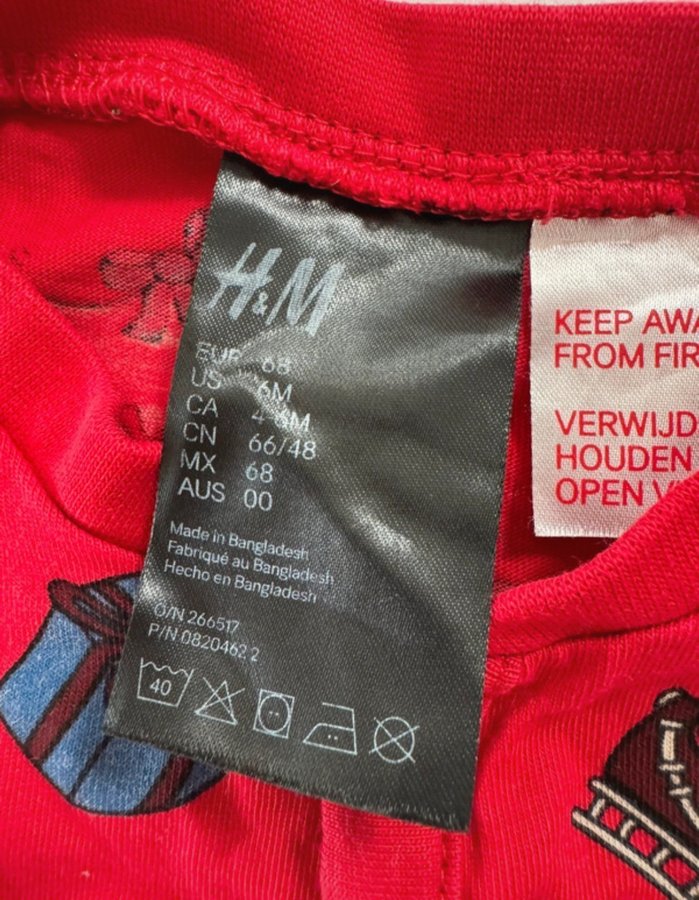 H&M
EUR 68
US 6M
CA 4-6M
CN 66/48
MX 68
AUS 00
Made in Bangladesh
Fabriqué au Bangladesh
Hecho en Bangladesh
O/N 266517
P/N 0820462 2
40
KEEP AWA
FROM FIR
VERWIJD
HOUDEN
OPEN V